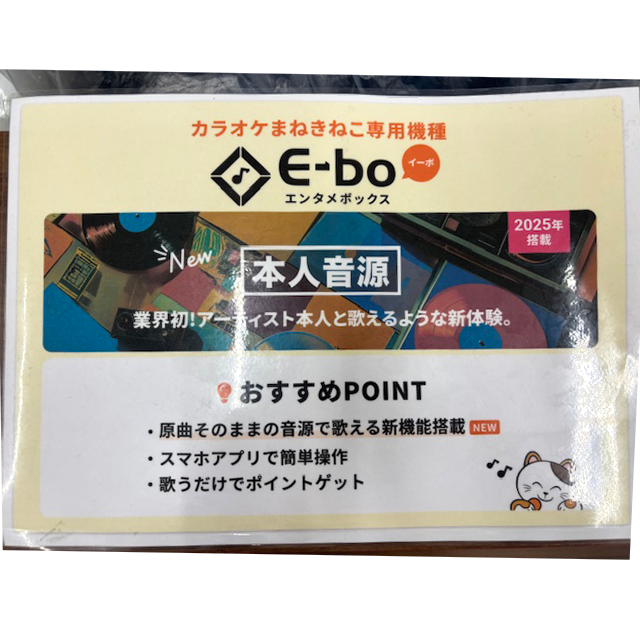 カラオケまねきねこ専用機種
E-bo
イーボ
エンタメボックス
2025年
搭載
New
本人音源
業界初!アーティスト本人と歌えるような新体験。
おすすめPOINT
・原曲そのままの音源で歌える新機能搭載 NEW
・スマホアプリで簡単操作
・歌うだけでポイントゲット